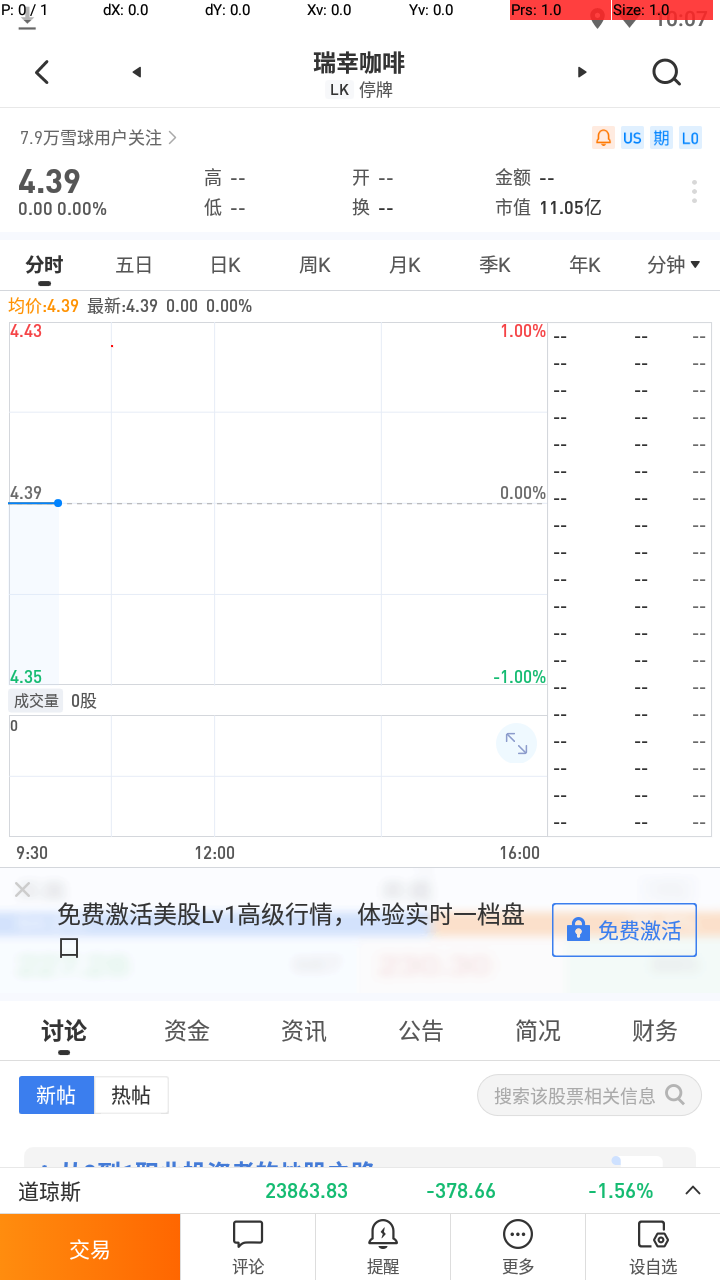 P: 0 / 1 dX: 0.0 dY: 0.0 Xv: 0.0 Yv: 0.0 Prs: 1.0 Size: 1.0
10:07
瑞幸咖啡
LK 停牌
7.9万雪球用户关注 US 期 L0
4.39 高 -- 开 -- 金额 --
0.00 0.00% 低 -- 换 -- 市值 11.05亿
分时 五日 日K 周K 月K 季K 年K 分钟
均价:4.39 最新:4.39 0.00 0.00%
4.43 1.00% -- -- --
-- -- --
-- -- --
-- -- --
-- -- --
-- -- --
4.39 0.00% -- -- --
-- -- --
-- -- --
-- -- --
-- -- --
-- -- --
4.35 -1.00% -- -- --
-- -- --
成交量 0股
0 -- -- --
-- -- --
-- -- --
-- -- --
-- -- --
9:30 12:00 16:00
免费激活美股Lv1高级行情，体验实时一档盘
口
免费激活
讨论 资金 资讯 公告 简况 财务
新帖 热帖 搜索该股票相关信息
道琼斯 23863.83 -378.66 -1.56%
交易 评论 提醒 更多 设自选